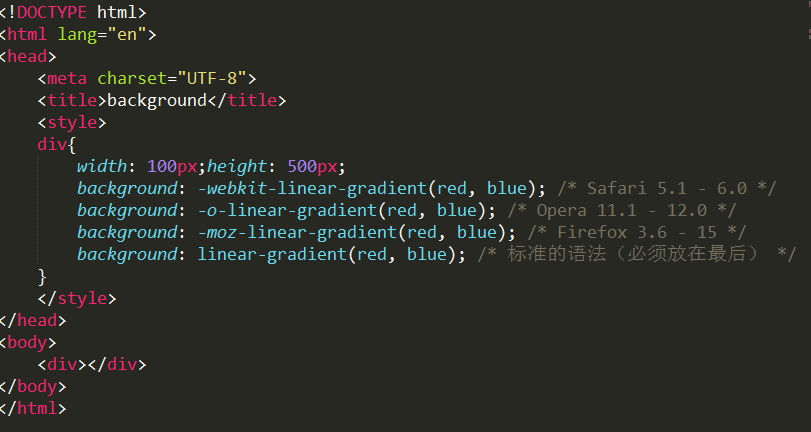 <!DOCTYPE html>
<html lang="en">
<head>
    <meta charset="UTF-8">
    <title>background</title>
    <style>
    div{
        width: 100px;height: 500px;
        background: -webkit-linear-gradient(red, blue); /* Safari 5.1 - 6.0 */
        background: -o-linear-gradient(red, blue); /* Opera 11.1 - 12.0 */
        background: -moz-linear-gradient(red, blue); /* Firefox 3.6 - 15 */
        background: linear-gradient(red, blue); /* 标准的语法（必须放在最后） */
    }
    </style>
</head>
<body>
    <div></div>
</body>
</html>